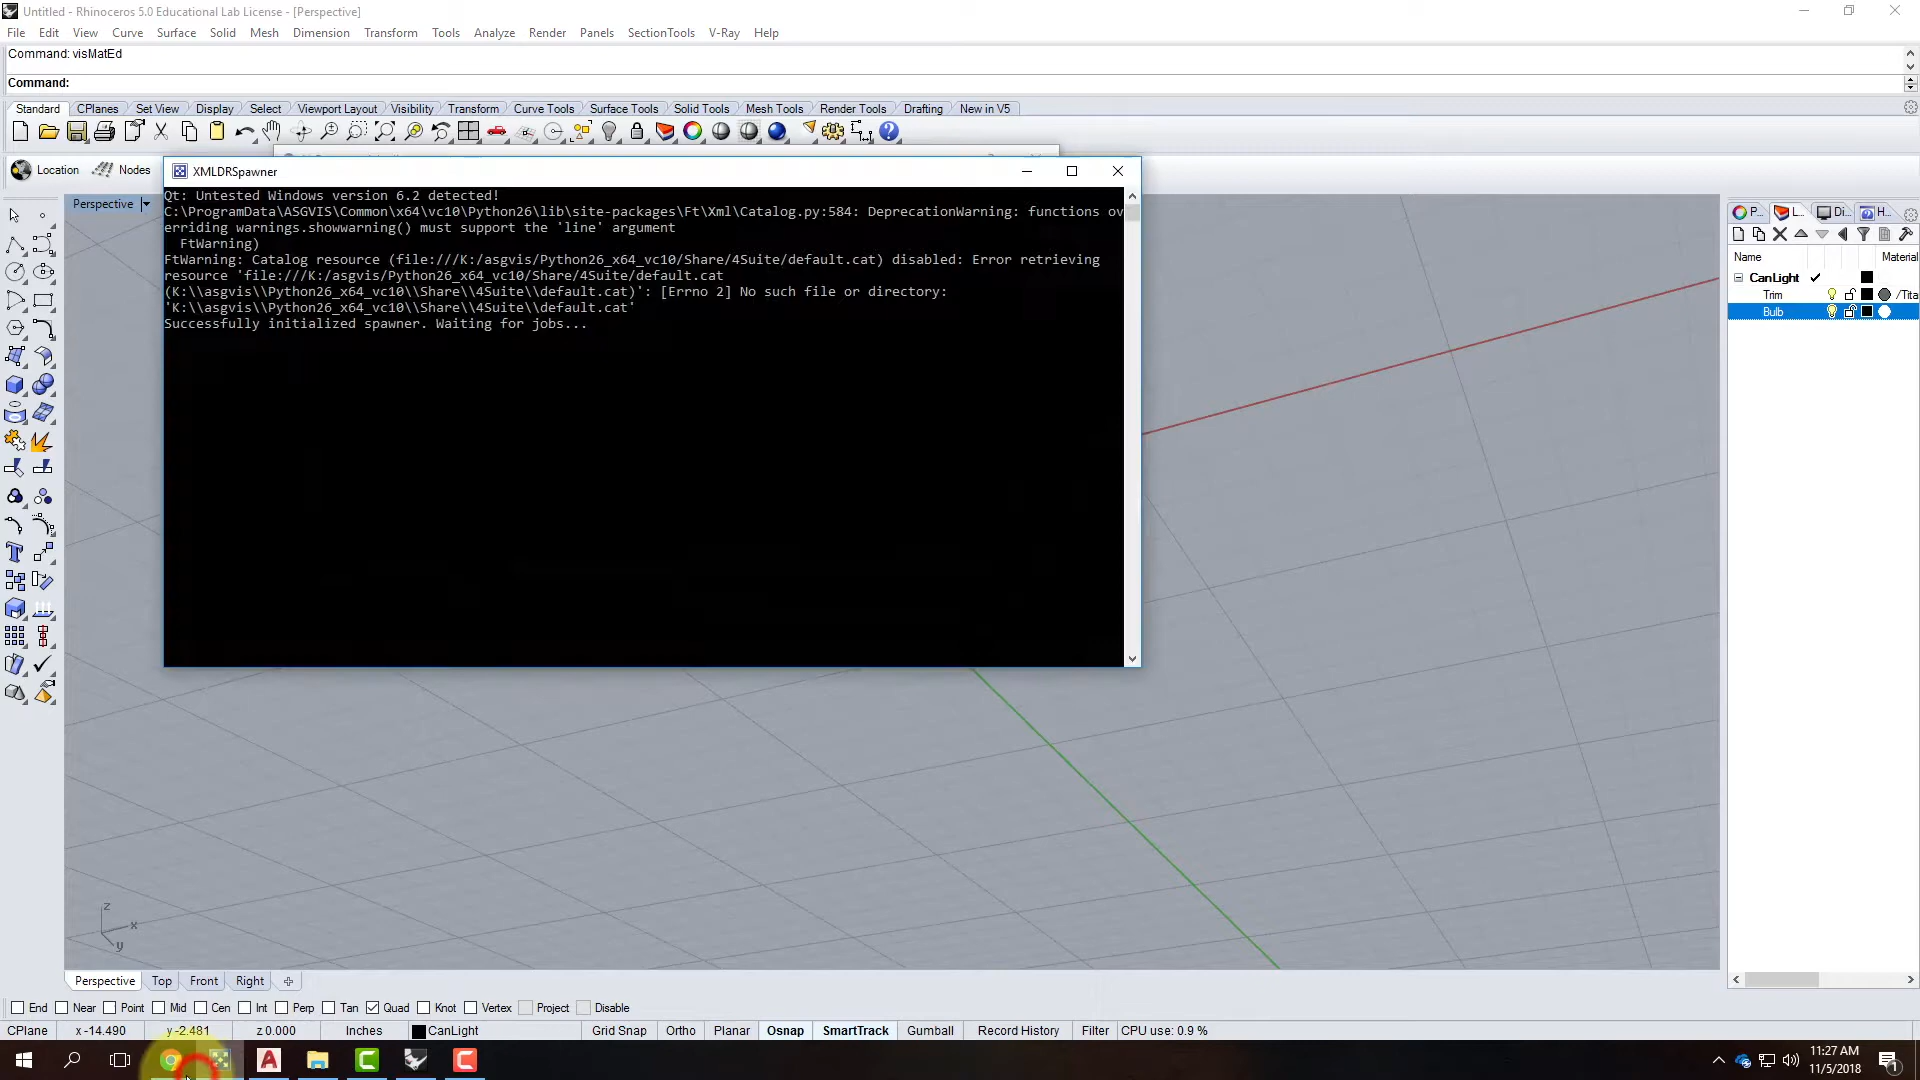 Untitled - Rhinoceros 5.0 Educational Lab License - [Perspective]
File Edit View Curve Surface Solid Mesh Dimension Transform Tools Analyze Render Panels SectionTools V-Ray Help
Command: visMatEd
Command:
Standard CPlanes Set View Display Select Viewport Layout Visibility Transform Curve Tools Surface Tools Solid Tools Mesh Tools Render Tools Drafting New in V5
Location Nodes
XMLDRSpawner
Qt: Untested Windows version 6.2 detected!
C:\ProgramData\ASGVIS\Common\x64\vc10\Python26\lib\site-packages\Ft\Xml\Catalog.py:584: DeprecationWarning: functions ov
erriding warnings.showwarning() must support the 'line' argument
FtWarning)
FtWarning: Catalog resource (file:///K:/asgvis/Python26_x64_vc10/Share/4Suite/default.cat) disabled: Error retrieving
resource 'file:///K:/asgvis/Python26_x64_vc10/Share/4Suite/default.cat
(K:\\asgvis\\Python26_x64_vc10\\Share\\4Suite\\default.cat)': [Errno 2] No such file or directory:
'K:\\asgvis\\Python26_x64_vc10\\Share\\4Suite\\default.cat'
Successfully initialized spawner. Waiting for jobs...
Perspective
P... L... Di... H...
Name Material
CanLight
Trim /Tita
Bulb
z
x
y
Perspective Top Front Right
End Near Point Mid Cen Int Perp Tan Quad Knot Vertex Project Disable
CPlane x -14.490 y -2.481 z 0.000 Inches CanLight Grid Snap Ortho Planar Osnap SmartTrack Gumball Record History Filter CPU use: 0.9 %
11:27 AM
11/5/2018
1